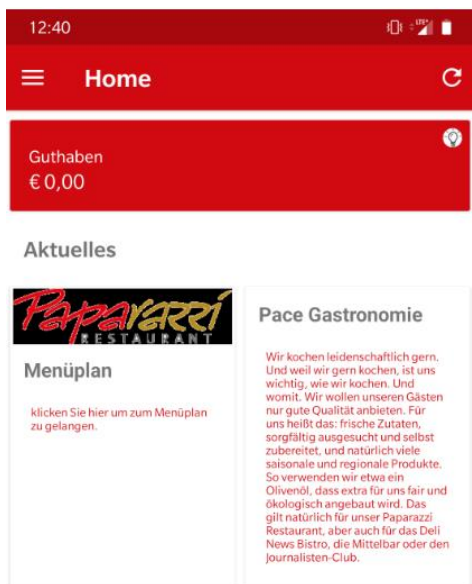 12:40
LTE+
Home
Guthaben
€ 0,00
Aktuelles
Paparazzi
RESTAURANT
Menüplan
klicken Sie hier um zum Menüplan
zu gelangen.
Pace Gastronomie
Wir kochen leidenschaftlich gern.
Und weil wir gern kochen, ist uns
wichtig, wie wir kochen. Und
womit. Wir wollen unseren Gästen
nur gute Qualität anbieten. Für
uns heißt das: frische Zutaten,
sorgfältig ausgesucht und selbst
zubereitet, und natürlich viele
saisonale und regionale Produkte.
So verwenden wir etwa ein
Olivenöl, dass extra für uns fair und
ökologisch angebaut wird. Das
gilt natürlich für unser Paparazzi
Restaurant, aber auch für das Deli
News Bistro, die Mittelbar oder den
Journalisten-Club.